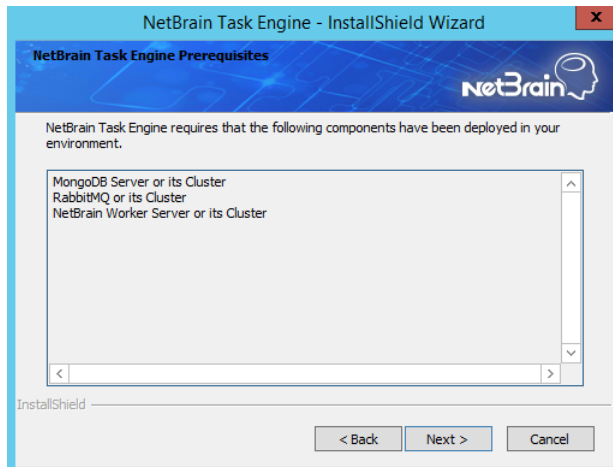 NetBrain Task Engine - InstallShield Wizard
x
NetBrain Task Engine Prerequisites
NetBrain
NetBrain Task Engine requires that the following components have been deployed in your
environment.
MongoDB Server or its Cluster
RabbitMQ or its Cluster
NetBrain Worker Server or its Cluster
InstallShield
< Back
Next >
Cancel